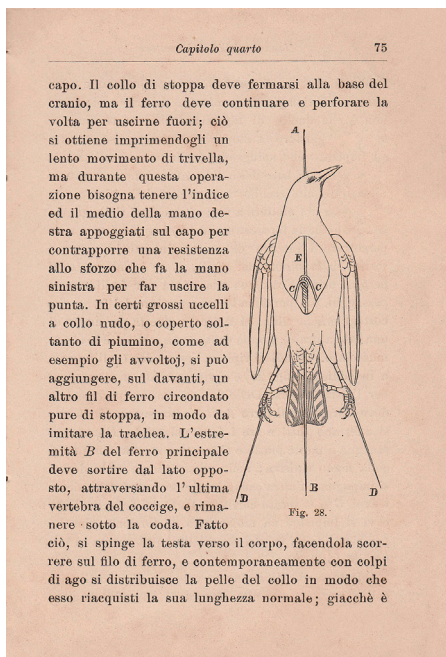 Capitolo quarto 75
capo. Il collo di stoppa deve fermarsi alla base del
cranio, ma il ferro deve continuare e perforare la
volta per uscirne fuori; ciò
si ottiene imprimendogli un
lento movimento di trivella,
ma durante questa opera-
zione bisogna tenere l'indice
ed il medio della mano de-
stra appoggiati sul capo per
contrapporre una resistenza
allo sforzo che fa la mano
sinistra per far uscire la
punta. In certi grossi uccelli
a collo nudo, o coperto sol-
tanto di piumino, come ad
esempio gli avvoltoj, si può
aggiungere, sul davanti, un
altro fil di ferro circondato
pure di stoppa, in modo da
imitare la trachea. L'estre-
mità B del ferro principale
deve sortire dal lato oppo-
sto, attraversando l'ultima
vertebra del coccige, e rima-
nere sotto la coda. Fatto
A
E
C C
D B D
Fig. 28.
ciò, si spinge la testa verso il corpo, facendola scor-
rere sul filo di ferro, e contemporaneamente con colpi
di ago si distribuisce la pelle del collo in modo che
esso riacquisti la sua lunghezza normale; giacchè è